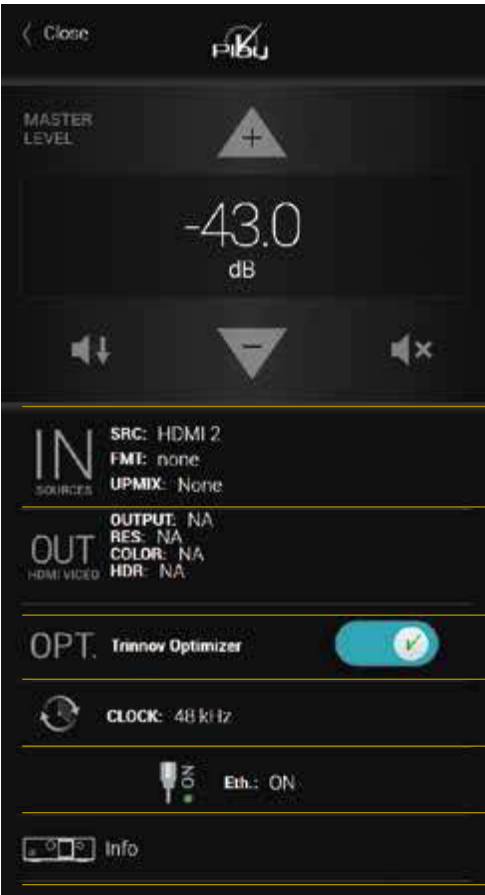 Close
Play
MASTER
LEVEL
+
-43.0
dB
−
IN
SOURCES
SRC: HDMI 2
FMT: none
UPMIX: None
OUT
HDMI VIDEO
OUTPUT: NA
RES: NA
COLOR: NA
HDR: NA
OPT. Trinnov Optimizer
CLOCK: 48 kHz
ON
Eth.: ON
Info